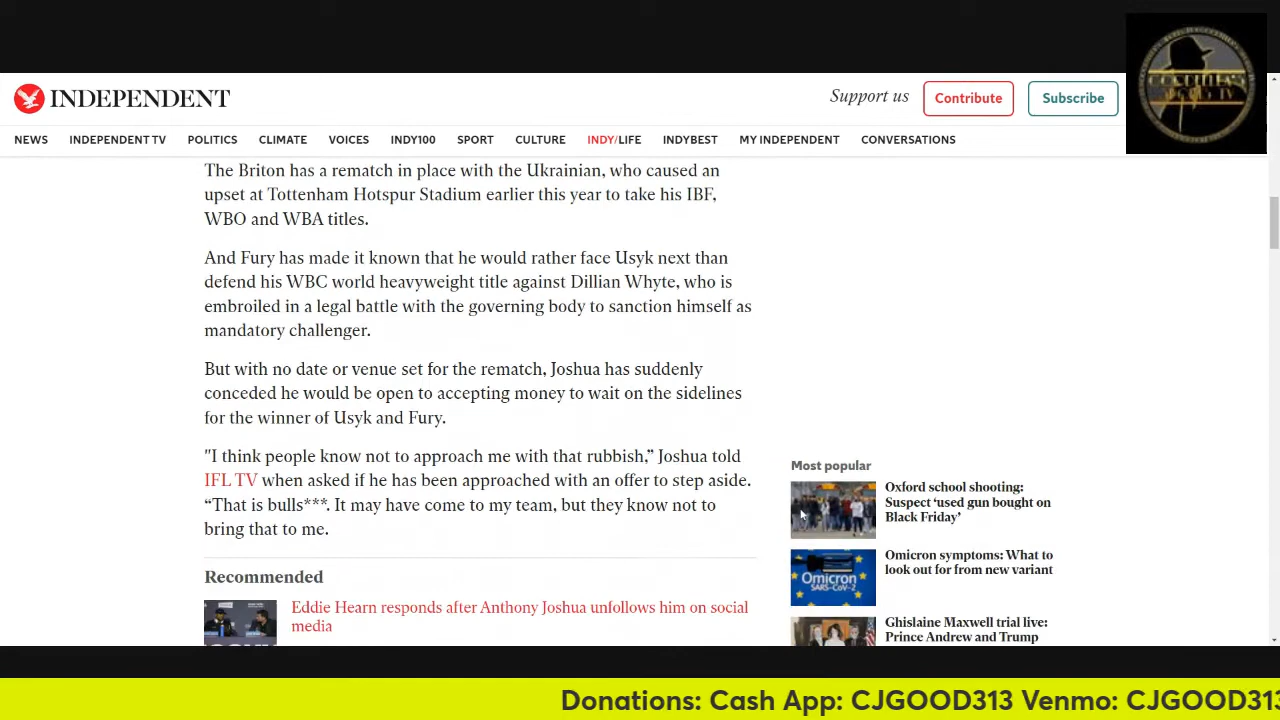 INDEPENDENT
Support us
Contribute
Subscribe
NEWS INDEPENDENT TV POLITICS CLIMATE VOICES INDY100 SPORT CULTURE INDY/LIFE INDYBEST MY INDEPENDENT CONVERSATIONS
The Briton has a rematch in place with the Ukrainian, who caused an
upset at Tottenham Hotspur Stadium earlier this year to take his IBF,
WBO and WBA titles.
And Fury has made it known that he would rather face Usyk next than
defend his WBC world heavyweight title against Dillian Whyte, who is
embroiled in a legal battle with the governing body to sanction himself as
mandatory challenger.
But with no date or venue set for the rematch, Joshua has suddenly
conceded he would be open to accepting money to wait on the sidelines
for the winner of Usyk and Fury.
"I think people know not to approach me with that rubbish,” Joshua told
IFL TV when asked if he has been approached with an offer to step aside.
“That is bulls***. It may have come to my team, but they know not to
bring that to me.
Recommended
Eddie Hearn responds after Anthony Joshua unfollows him on social
media
Most popular
Oxford school shooting:
Suspect ‘used gun bought on
Black Friday’
Omicron
SARS-CoV-2
Omicron symptoms: What to
look out for from new variant
Ghislaine Maxwell trial live:
Prince Andrew and Trump
Donations: Cash App: CJGOOD313 Venmo: CJGOOD313